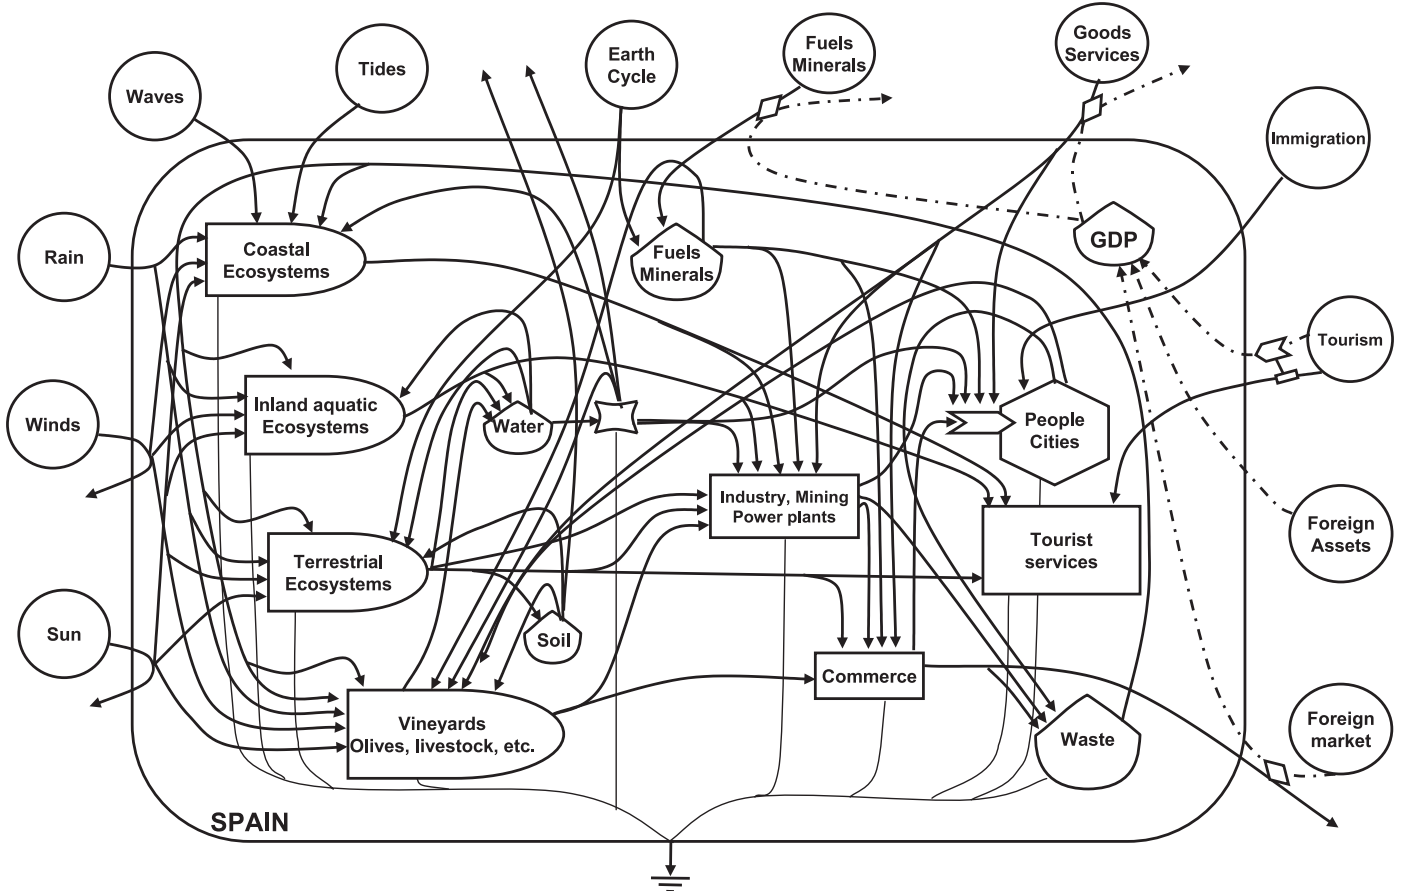 Goods
Services
Fuels
Minerals
Earth
Cycle
Tides
Waves
Immigration
GDP
Rain
Coastal
Ecosystems
Fuels
Minerals
Tourism
Winds
Inland aquatic
Ecosystems
Water
People
Cities
Industry, Mining
Power plants
Foreign
Assets
Tourist
services
Terrestrial
Ecosystems
Sun
Soil
Commerce
Vineyards
Olives, livestock, etc.
Waste
Foreign
market
SPAIN